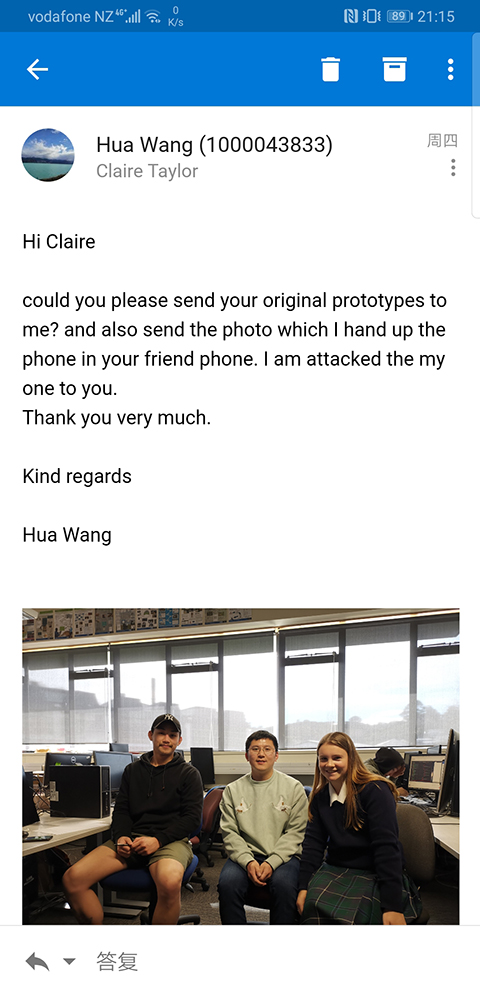 vodafone NZ 4G+ 0 K/s 89 21:15
Hua Wang (1000043833) 周四
Claire Taylor
Hi Claire
could you please send your original prototypes to
me? and also send the photo which I hand up the
phone in your friend phone. I am attacked the my
one to you.
Thank you very much.
Kind regards
Hua Wang
答复